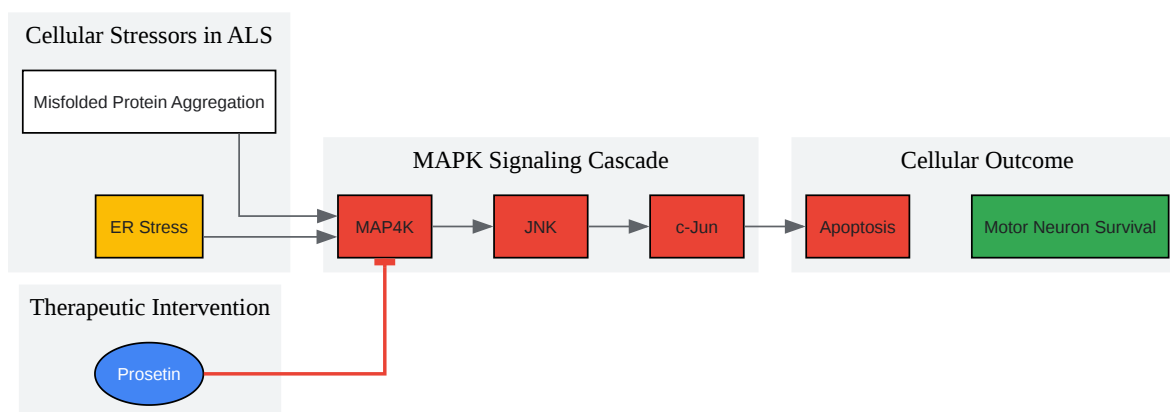 Cellular Stressors in ALS
Misfolded Protein Aggregation
ER Stress
MAPK Signaling Cascade
MAP4K
JNK
c-Jun
Cellular Outcome
Apoptosis
Motor Neuron Survival
Therapeutic Intervention
Prosetin